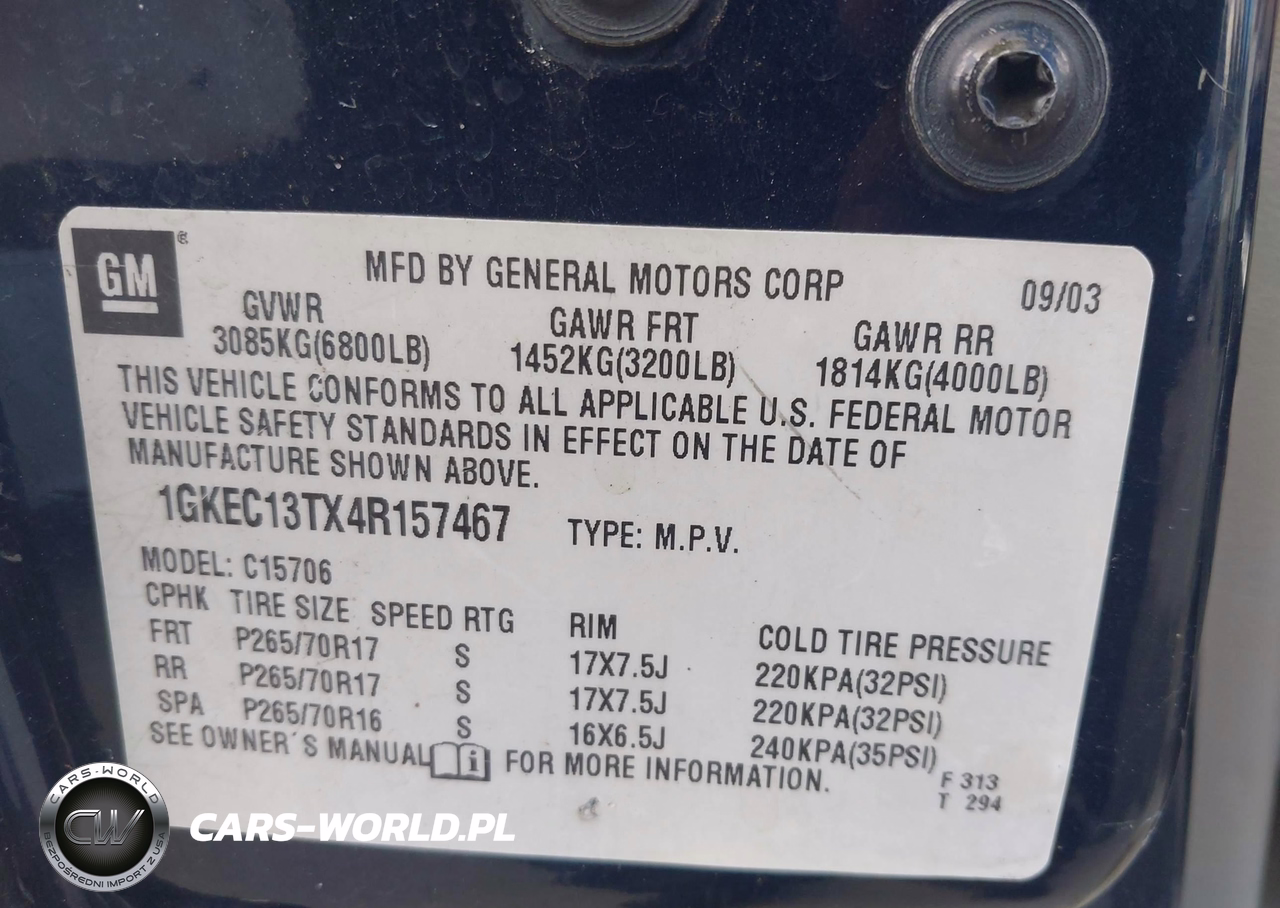 GM ®
MFD BY GENERAL MOTORS CORP 09/03
GVWR GAWR FRT GAWR RR
3085KG(6800LB) 1452KG(3200LB) 1814KG(4000LB)
THIS VEHICLE CONFORMS TO ALL APPLICABLE U.S. FEDERAL MOTOR
VEHICLE SAFETY STANDARDS IN EFFECT ON THE DATE OF
MANUFACTURE SHOWN ABOVE.
1GKEC13TX4R157467 TYPE: M.P.V.
MODEL: C15706
CPHK TIRE SIZE SPEED RTG RIM COLD TIRE PRESSURE
FRT P265/70R17 S 17X7.5J 220KPA(32PSI)
RR P265/70R17 S 17X7.5J 220KPA(32PSI)
SPA P265/70R16 S 16X6.5J 240KPA(35PSI)
SEE OWNER´S MANUAL i FOR MORE INFORMATION.
F 313
T 294
CARS-WORLD
CW
BEZPOŚREDNI IMPORT Z USA
CARS-WORLD.PL